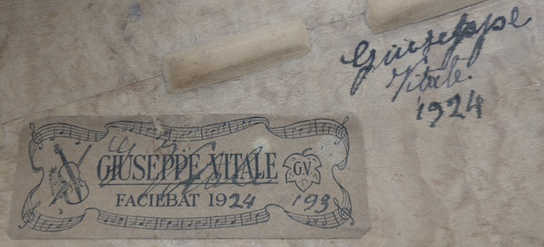 Giuseppe
Vitale.
1924
GIUSEPPE VITALE
G.V.
FACIEBAT 1924 193